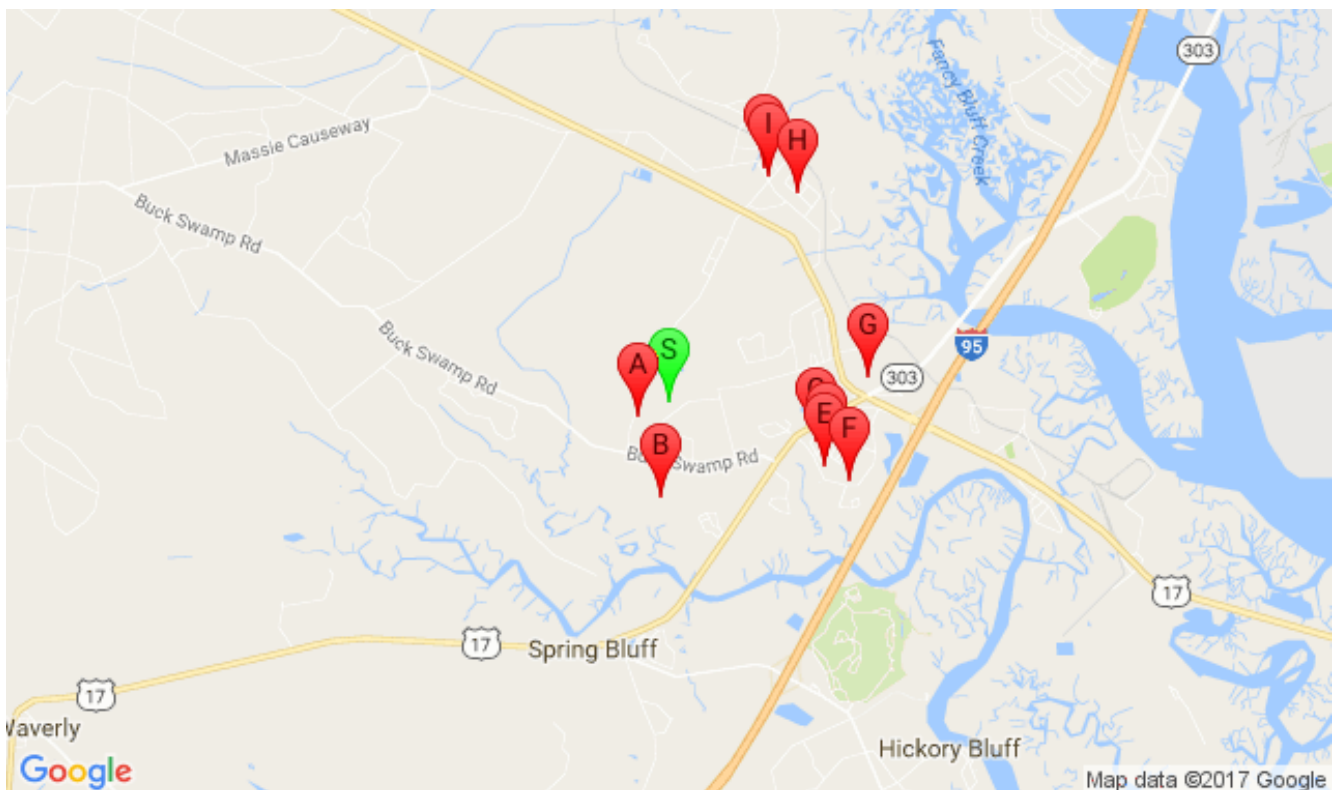 303
Fancy Bluff Creek
I
H
Massie Causeway
Buck Swamp Rd
Buck Swamp Rd
G
S
A
95
303
E
F
B
Swamp Rd
17
17
Spring Bluff
17
Waverly
Hickory Bluff
Google
Map data ©2017 Google